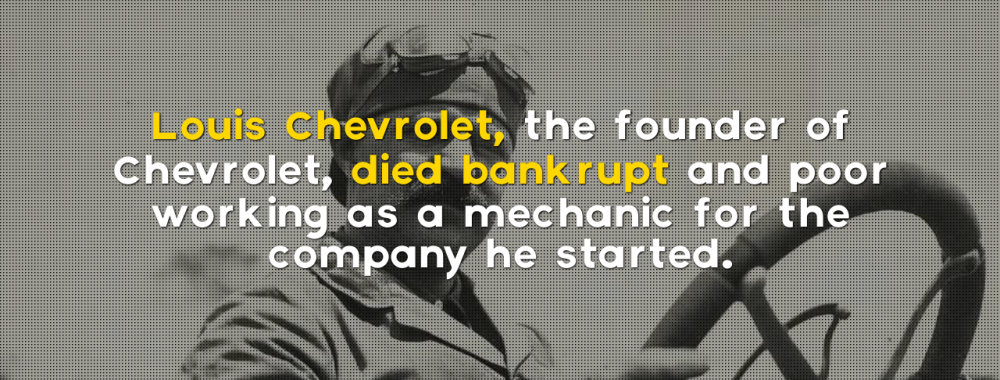 Louis Chevrolet, the founder of
Chevrolet, died bankrupt and poor
working as a mechanic for the
company he started.